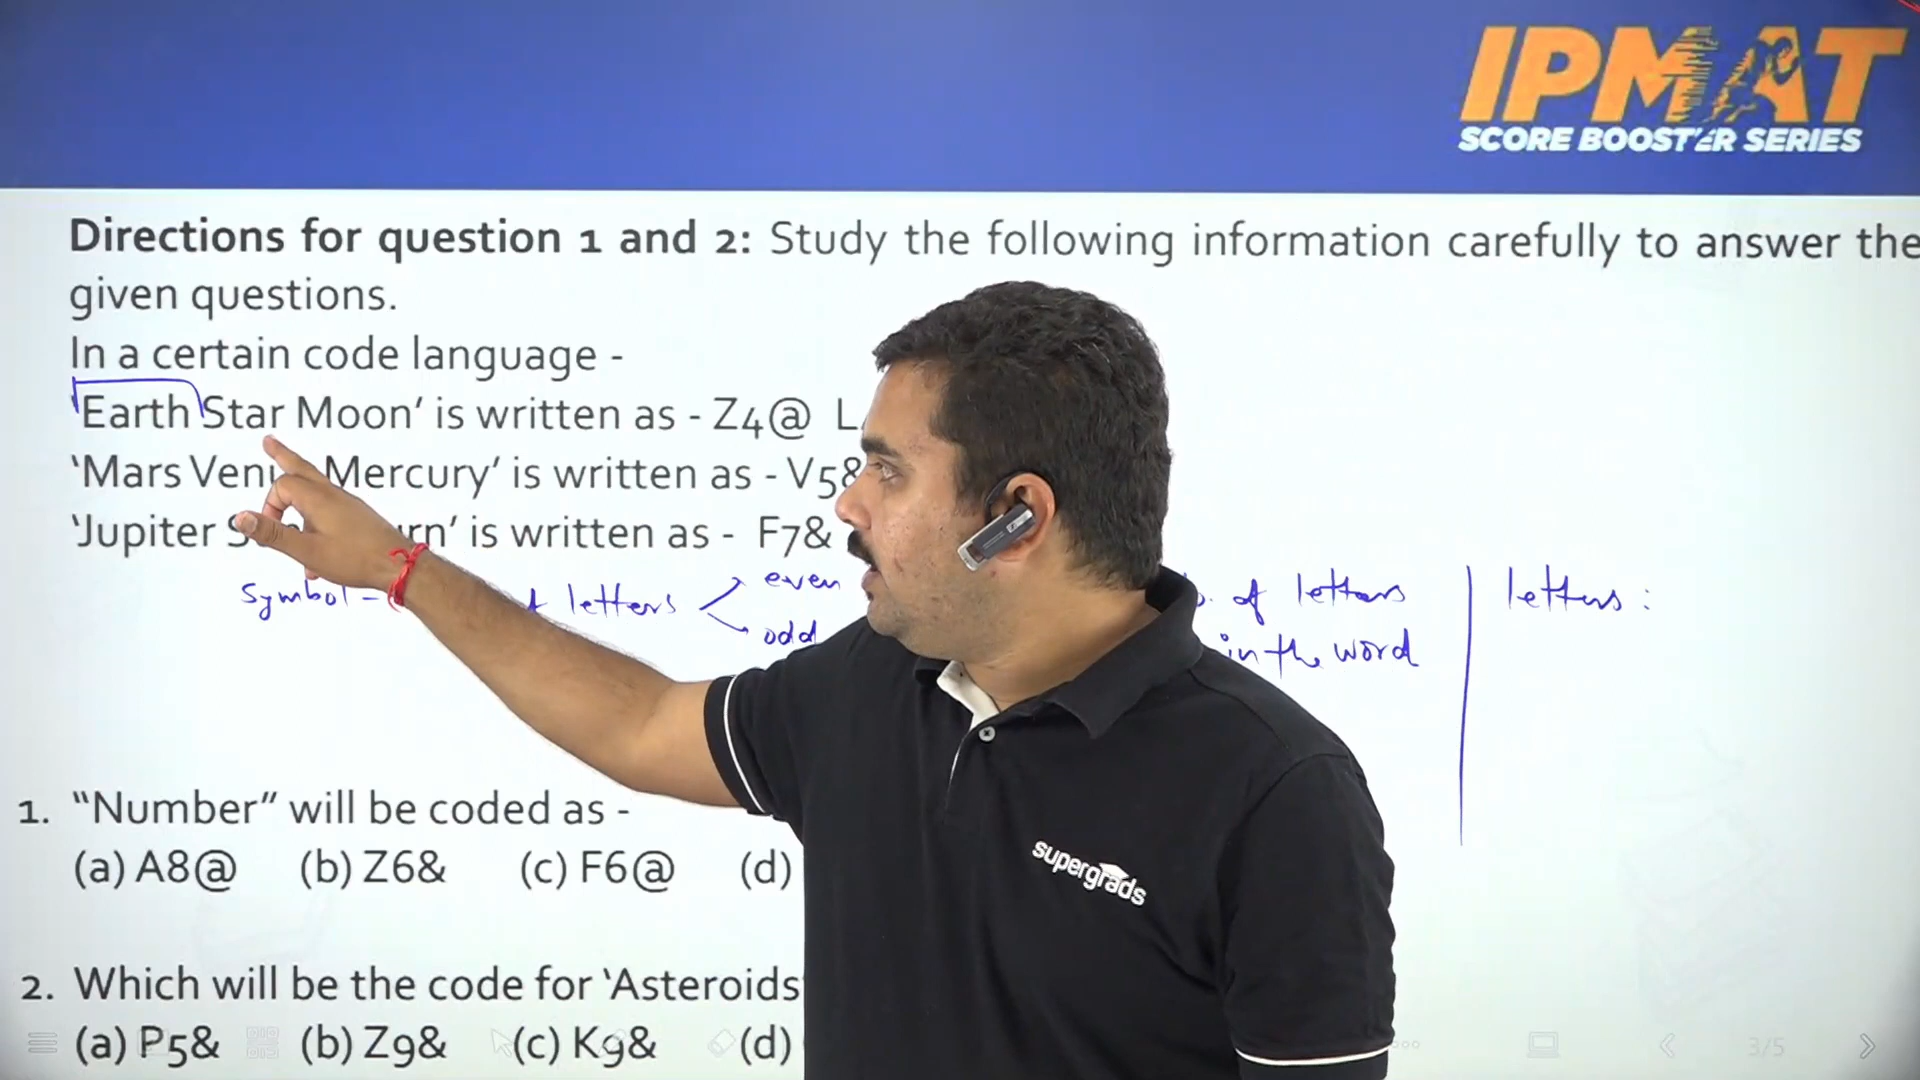 IPMAT
SCORE BOOSTER SERIES
Directions for question 1 and 2: Study the following information carefully to answer the
given questions.
In a certain code language -
'Earth Star Moon' is written as - Z4@ L
'Mars Mercury' is written as - V5&
'Jupiter is written as - F7&
Symbol - letters even of letters letters :
odd in the word
1. "Number" will be coded as -
(a) A8@ (b) Z6& (c) F6@ (d)
supergrads
2. Which will be the code for 'Asteroids
(a) P5& (b) Z9& (c) K9& (d)
3/5